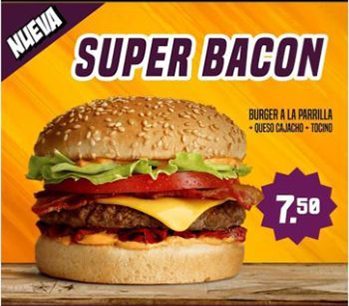 NUEVA
SUPER BACON
BURGER A LA PARRILLA
+ QUESO CAJACHO + TOCINO
7.50